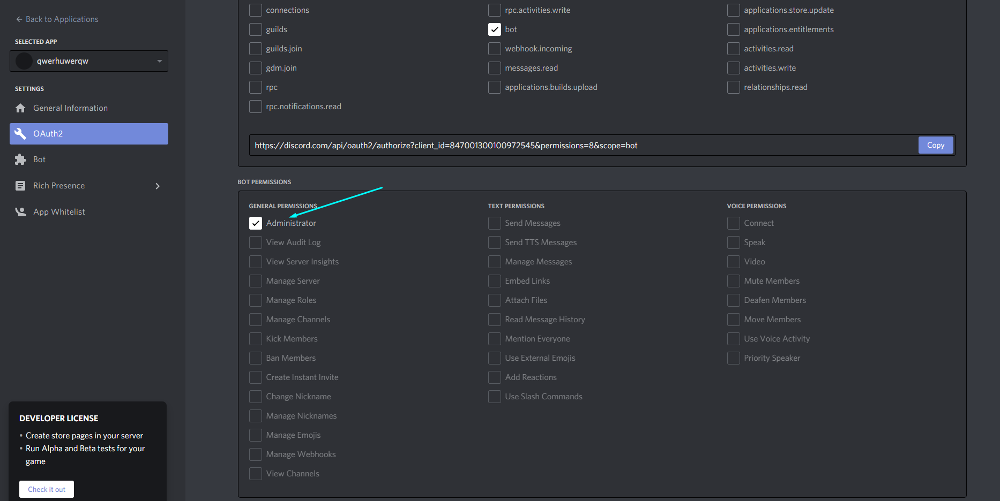 ← Back to Applications
SELECTED APP
qwerhuwerqw
SETTINGS
General Information
OAuth2
Bot
Rich Presence
App Whitelist
DEVELOPER LICENSE
• Create store pages in your server
• Run Alpha and Beta tests for your
game
Check it out
connections
guilds
guilds.join
gdm.join
rpc
rpc.notifications.read
rpc.activities.write
bot
webhook.incoming
messages.read
applications.builds.upload
applications.store.update
applications.entitlements
activities.read
activities.write
relationships.read
https://discord.com/api/oauth2/authorize?client_id=847001300100972545&permissions=8&scope=bot
Copy
BOT PERMISSIONS
GENERAL PERMISSIONS
Administrator
View Audit Log
View Server Insights
Manage Server
Manage Roles
Manage Channels
Kick Members
Ban Members
Create Instant Invite
Change Nickname
Manage Nicknames
Manage Emojis
Manage Webhooks
View Channels
TEXT PERMISSIONS
Send Messages
Send TTS Messages
Manage Messages
Embed Links
Attach Files
Read Message History
Mention Everyone
Use External Emojis
Add Reactions
Use Slash Commands
VOICE PERMISSIONS
Connect
Speak
Video
Mute Members
Deafen Members
Move Members
Use Voice Activity
Priority Speaker